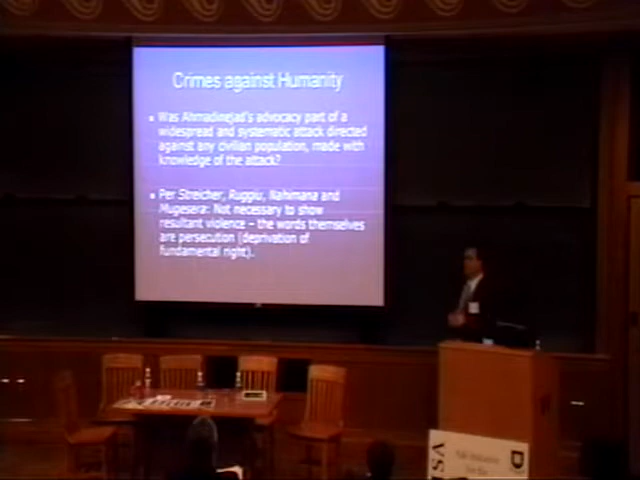 Crimes against Humanity
Was Ahmadinejad's advocacy part of a
widespread and systematic attack directed
against any civilian population, made with
knowledge of the attack?
Per Streicher, Ruggiu, Nahimana and
Mugesera: Not necessary to show
resultant violence – the words themselves
are persecution (deprivation of
fundamental right).